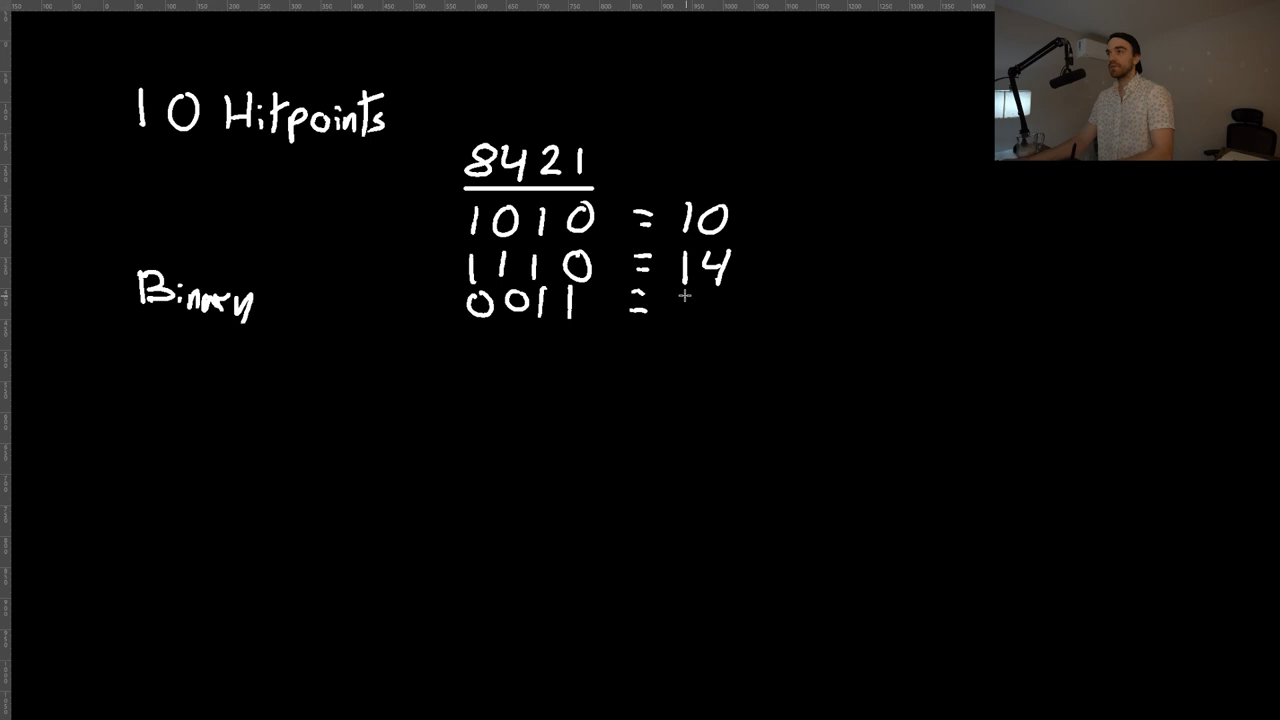 10 Hitpoints
8421
1010 = 10
1110 = 14
Binary
0011 =